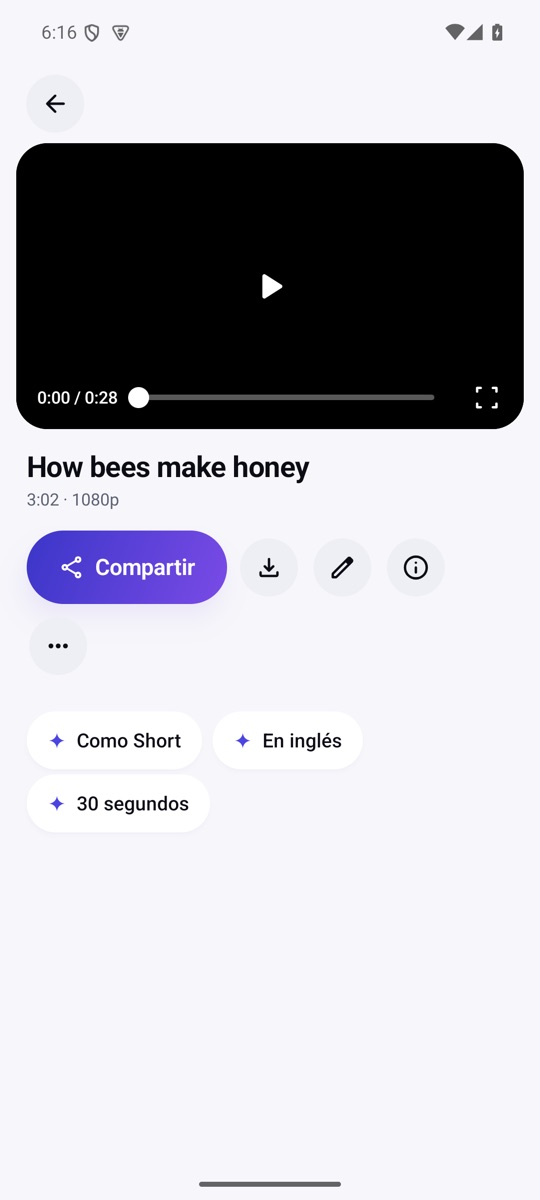 6:16
0:00 / 0:28
How bees make honey
3:02 · 1080p
Compartir
Como Short
En inglés
30 segundos